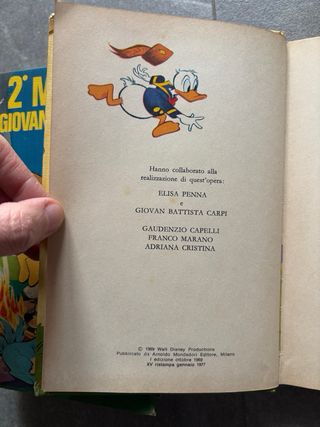 2° M
GIOVAN
Hanno collaborato alla
realizzazione di quest'opera:
ELISA PENNA
e
GIOVAN BATTISTA CARPI
GAUDENZIO CAPELLI
FRANCO MARANO
ADRIANA CRISTINA
© 1969 Walt Disney Productions
Pubblicato da Arnoldo Mondadori Editore, Milano
I edizione ottobre 1969
XV ristampa gennaio 1977